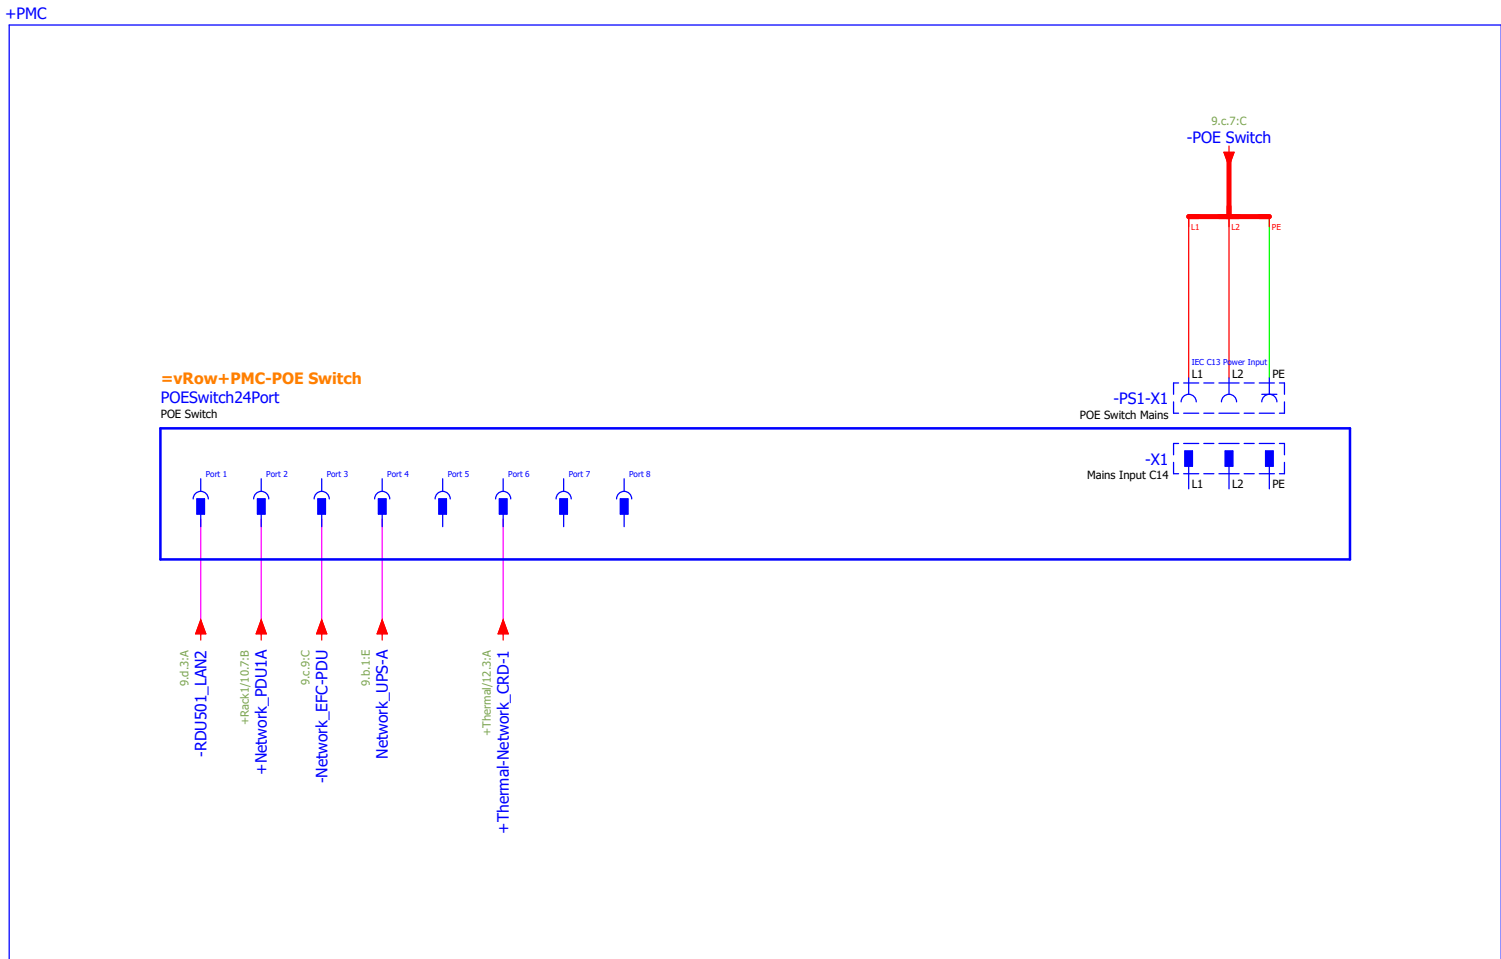 +PMC
9.c.7:C
-POE Switch
L1 L2 PE
IEC C13 Power Input
L1 L2 PE
-PS1-X1
POE Switch Mains
=vRow+PMC-POE Switch
POESwitch24Port
POE Switch
Port 1 Port 2 Port 3 Port 4 Port 5 Port 6 Port 7 Port 8
-X1
Mains Input C14
L1 L2 PE
9.d.3:A
-RDU501_LAN2
+Rack1/10.7:B
+Network_PDU1A
9.c.9:C
-Network_EFC-PDU
9.b.1:E
Network_UPS-A
+Thermal/12.3:A
+Thermal-Network_CRD-1